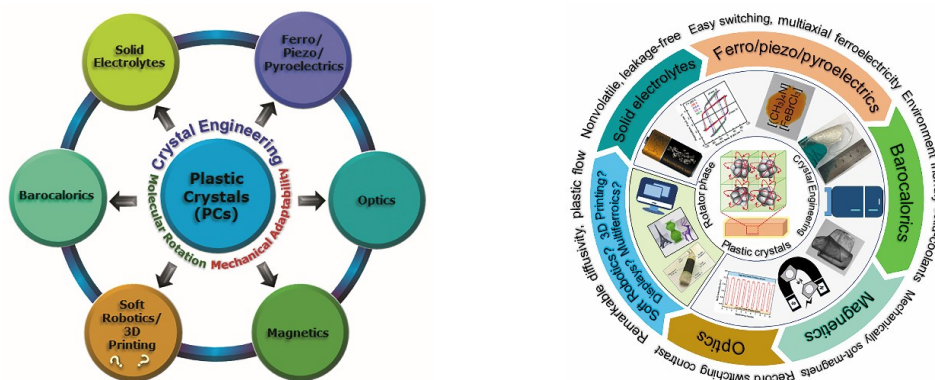 Solid
Electrolytes
Ferro/
Piezo/
Pyroelectrics
Crystal Engineering
Barocalorics
Plastic
Crystals
(PCs)
Optics
Molecular Rotation
Mechanical Adaptability
Soft
Robotics/
3D
Printing
? ?
Magnetics
Nonvolatile, leakage-free
Easy switching, multiaxial ferroelectricity
Solid electrolytes
Ferro/piezo/pyroelectrics
[(CH3)4N]
[FeBrCl3]
Barocalorics
Rotator phase
Crystal Engineering
Plastic crystals
Remarkable diffusivity, plastic flow
Soft Robotics? 3D Printing?
Displays? Multiferroics?
Optics
Magnetics
Record switching contrast
Mechanically soft-magnets